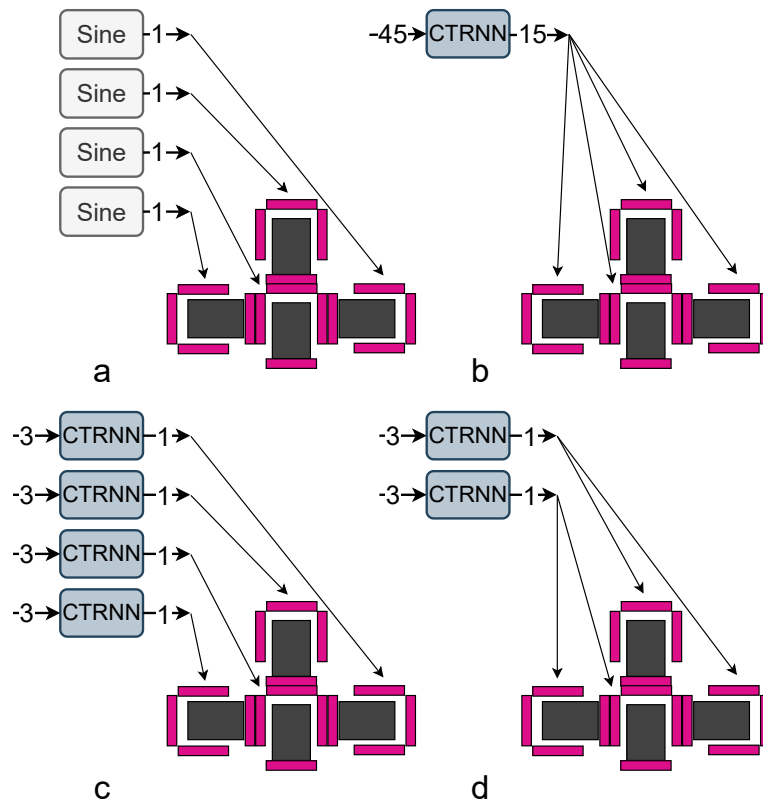 Sine 1
Sine 1
Sine 1
Sine 1
a
-45 CTRNN 15
b
-3 CTRNN 1
-3 CTRNN 1
-3 CTRNN 1
-3 CTRNN 1
c
-3 CTRNN 1
-3 CTRNN 1
d